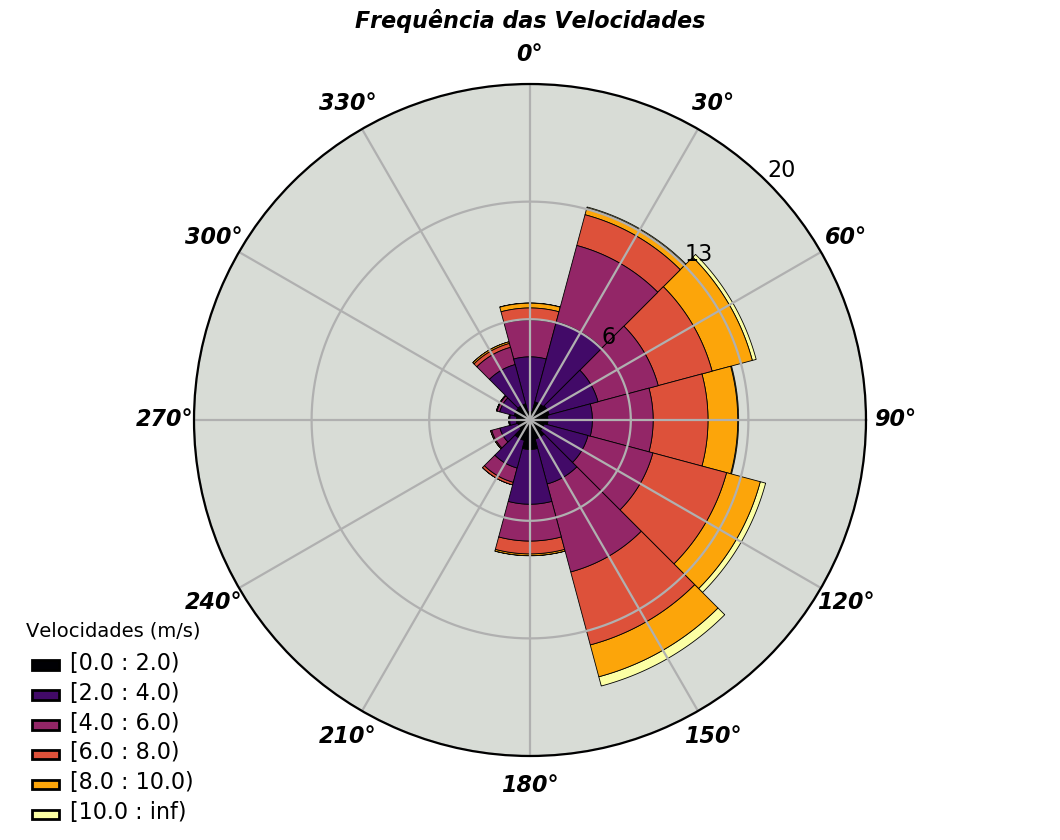 Frequência das Velocidades
0°
330°
30°
20
300°
60°
13
6
270°
90°
240°
120°
210°
150°
180°
Velocidades (m/s)
[0.0 : 2.0)
[2.0 : 4.0)
[4.0 : 6.0)
[6.0 : 8.0)
[8.0 : 10.0)
[10.0 : inf)